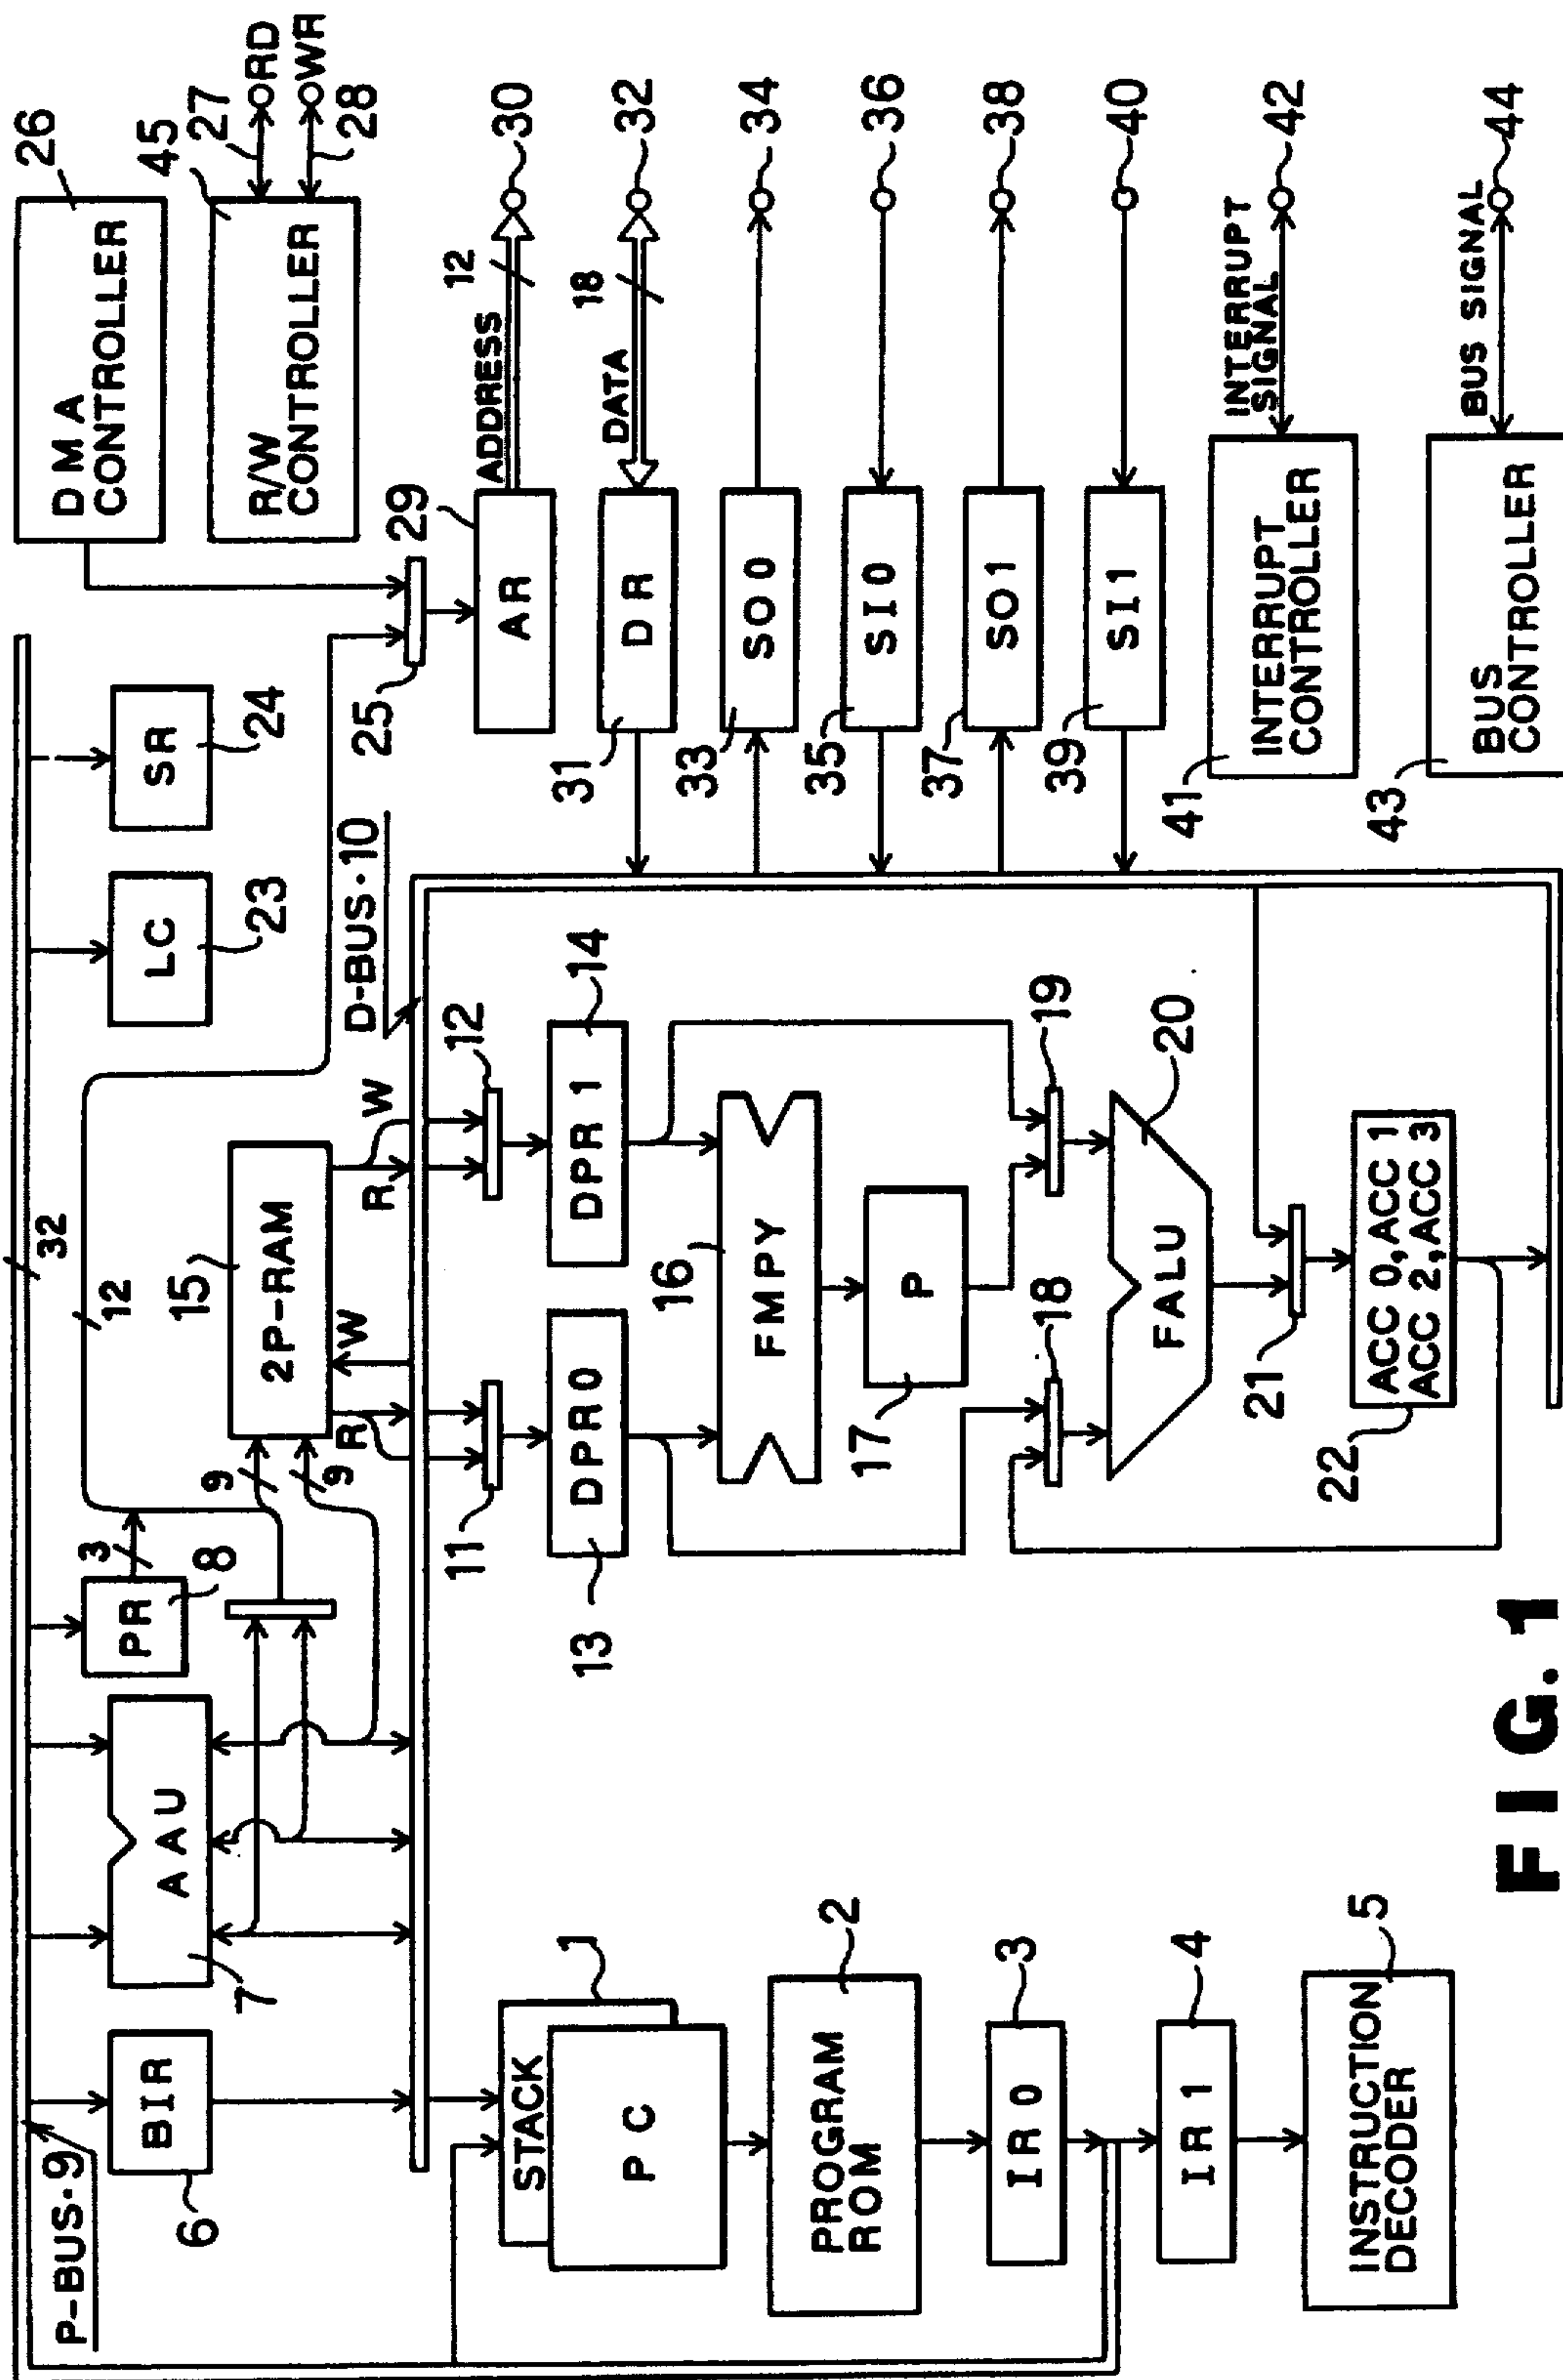 P-BUS·9
32
BIR
6
AAU
7
PR
8
3
9
9
12
2P-RAM
15
R
W
R
W
LC
23
SR
24
DMA
CONTROLLER
26
R/W
CONTROLLER
45
27
RD
WR
28
D-BUS·10
25
29
AR
ADDRESS
12
30
31
DR
DATA
18
32
33
SO0
34
35
SI0
36
37
SO1
38
39
SI1
40
41
INTERRUPT
CONTROLLER
INTERRUPT
SIGNAL
42
43
BUS
CONTROLLER
BUS SIGNAL
44
11
12
13
DPR0
DPR1
14
16
FMPY
17
P
18
19
FALU
20
21
22
ACC 0, ACC 1
ACC 2, ACC 3
STACK
PC
1
PROGRAM
ROM
2
IR0
3
IR1
4
INSTRUCTION
DECODER
5
FIG. 1